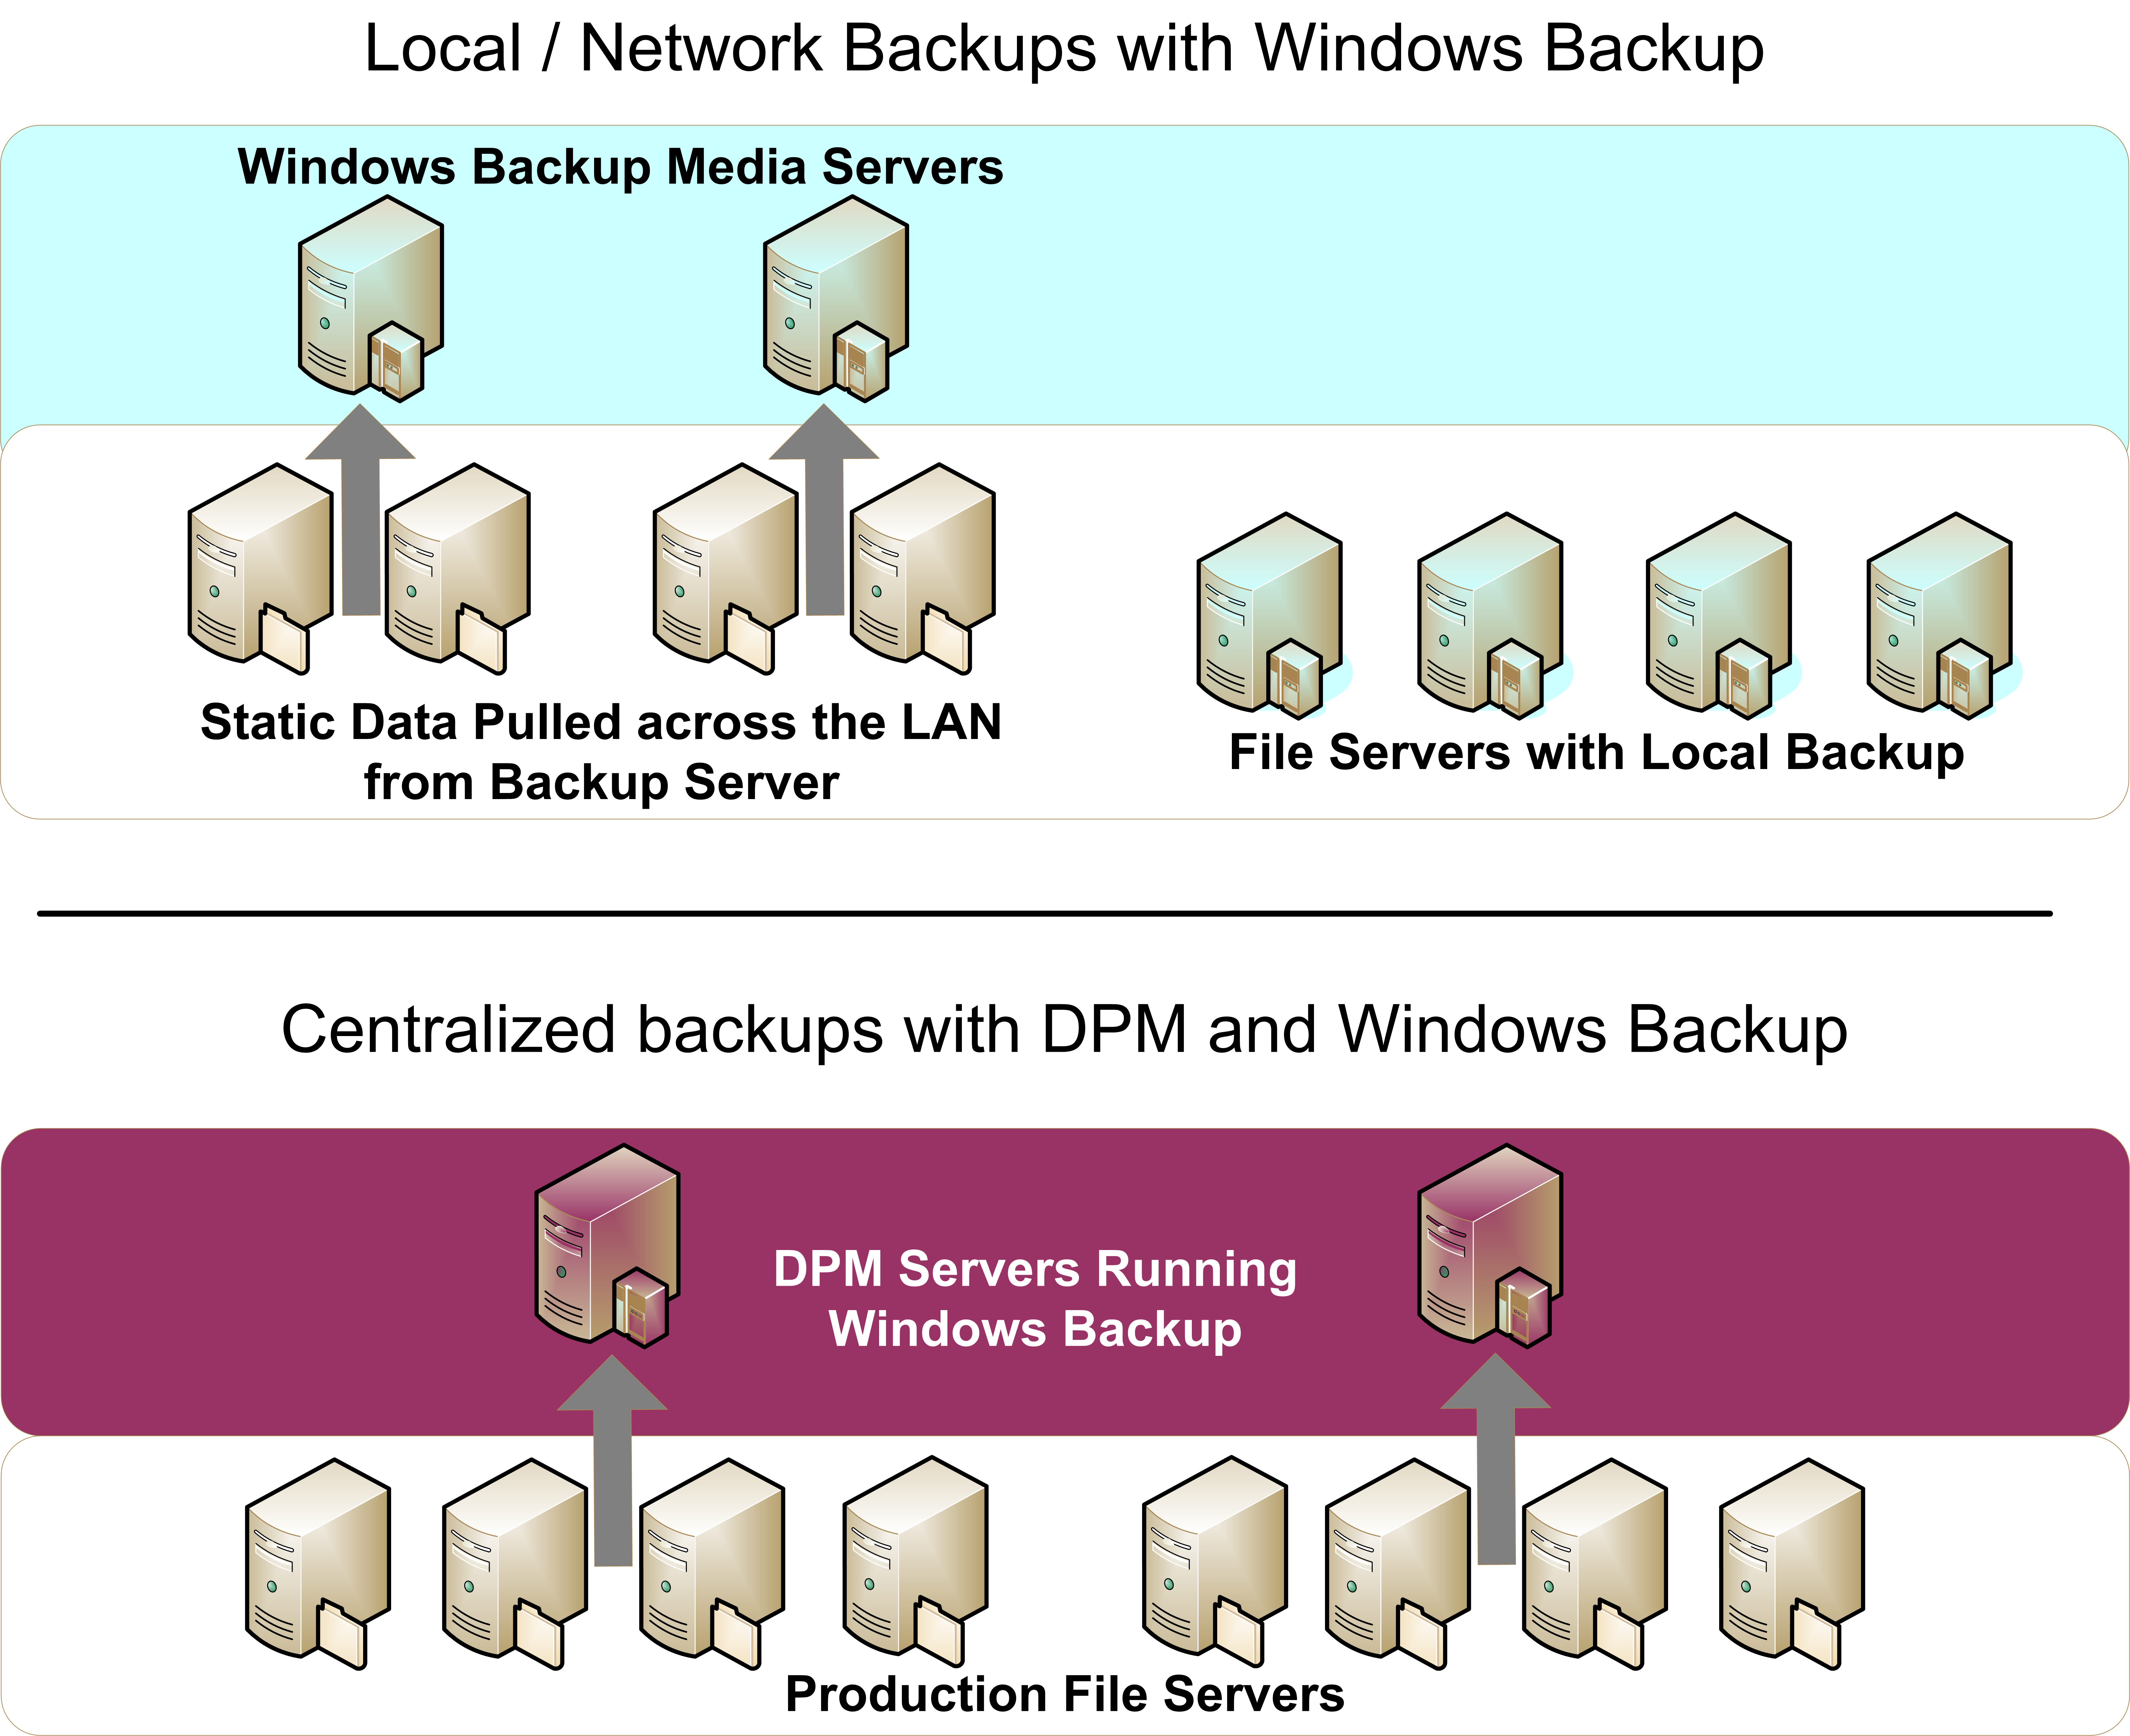 Local / Network Backups with Windows Backup
Windows Backup Media Servers
Static Data Pulled across the LAN
from Backup Server
File Servers with Local Backup
Centralized backups with DPM and Windows Backup
DPM Servers Running
Windows Backup
Production File Servers